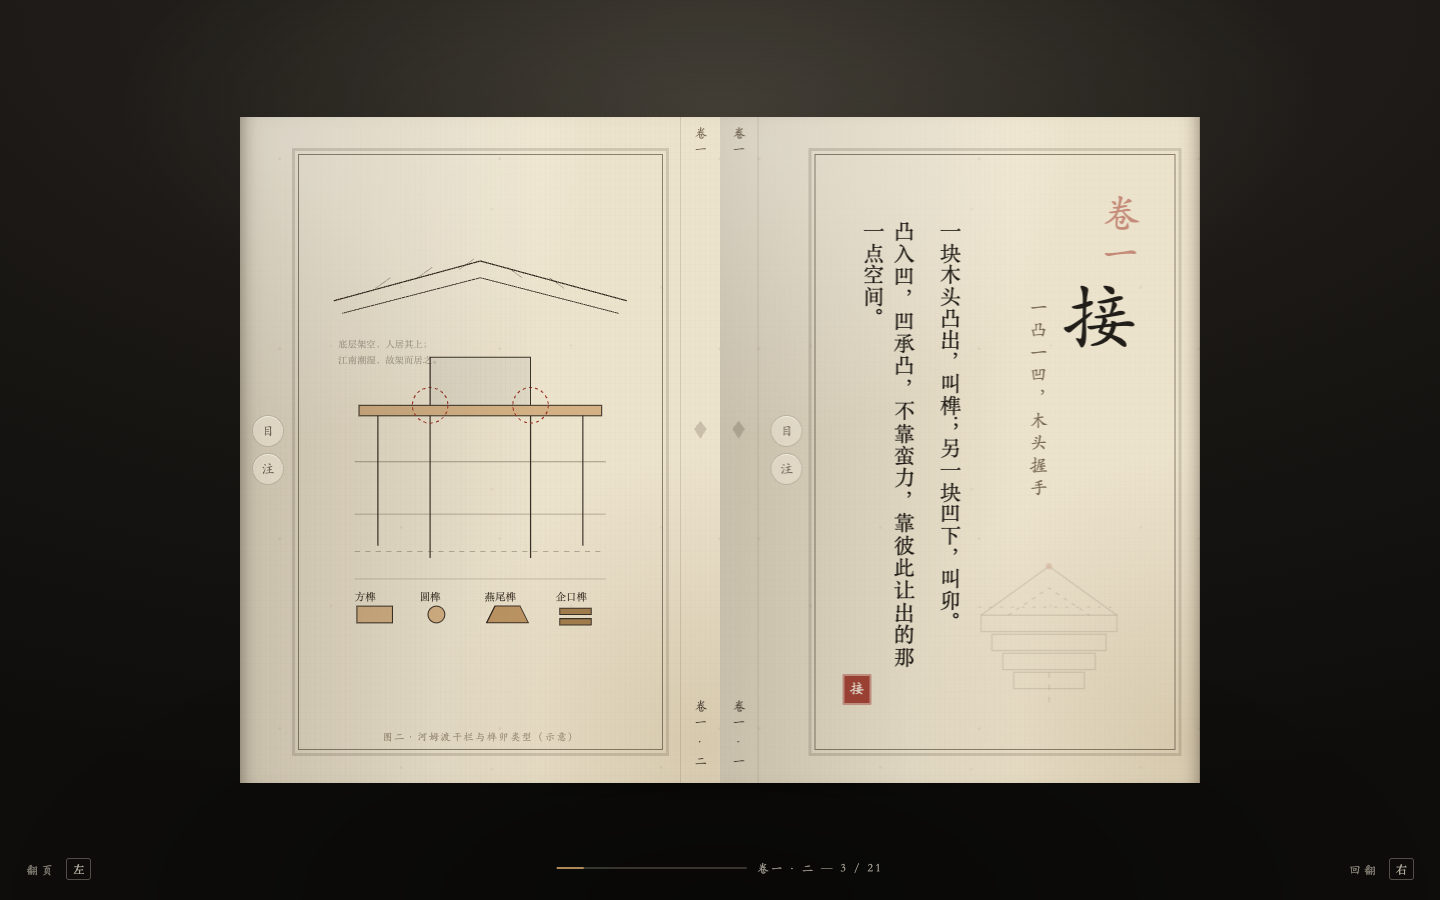 卷一
接
一凸一凹，木头握手
一块木头凸出，叫榫；另一块凹下，叫卯。
凸入凹，凹承凸，不靠蛮力，靠彼此让出的那
一点空间。
接
目
注
卷一
卷一·一
卷一
卷一·二
底层架空，人居其上；
江南潮湿，故架而居之。
方榫
圆榫
燕尾榫
企口榫
图二·河姆渡干栏与榫卯类型（示意）
目
注
翻页 左
卷一·二 — 3 / 21
回翻 右